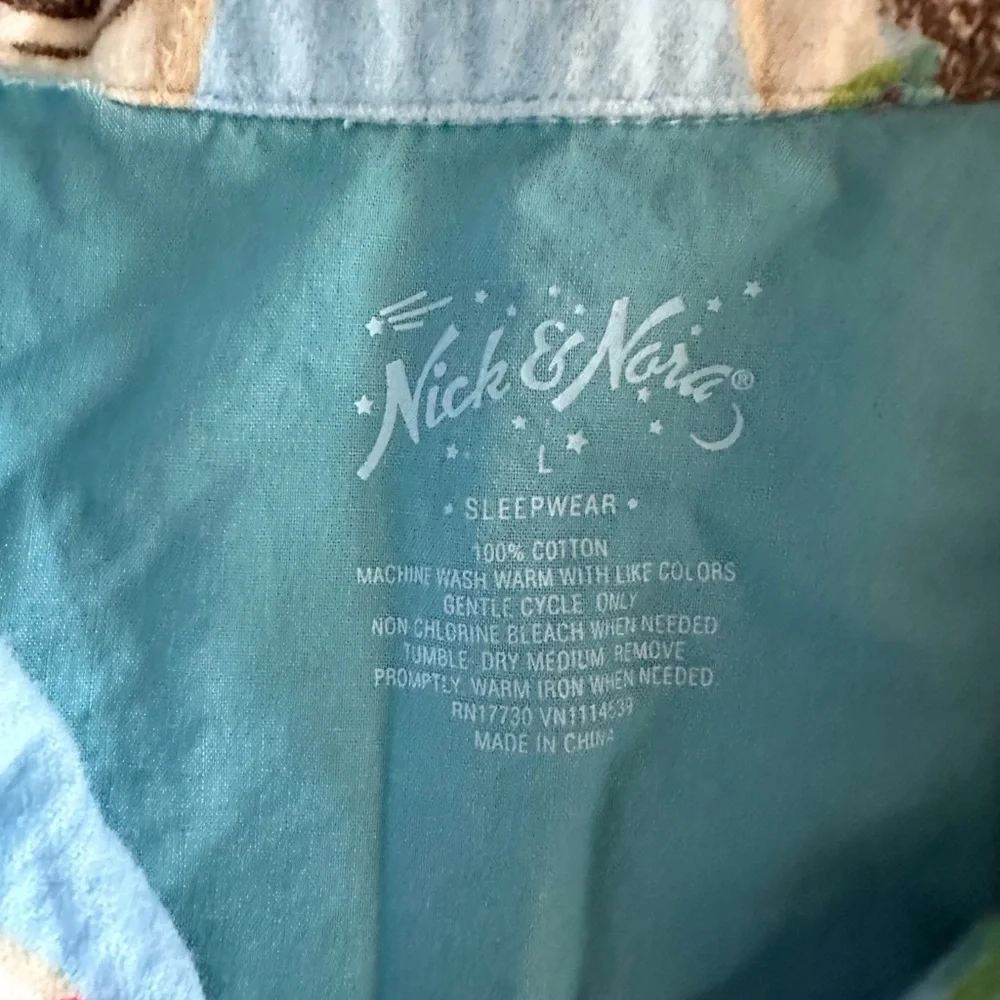 Nick & Nora®
L
• SLEEPWEAR •
100% COTTON
MACHINE WASH WARM WITH LIKE COLORS
GENTLE CYCLE ONLY
NON CHLORINE BLEACH WHEN NEEDED
TUMBLE DRY MEDIUM REMOVE
PROMPTLY. WARM IRON WHEN NEEDED.
RN17730 VN1114539
MADE IN CHINA